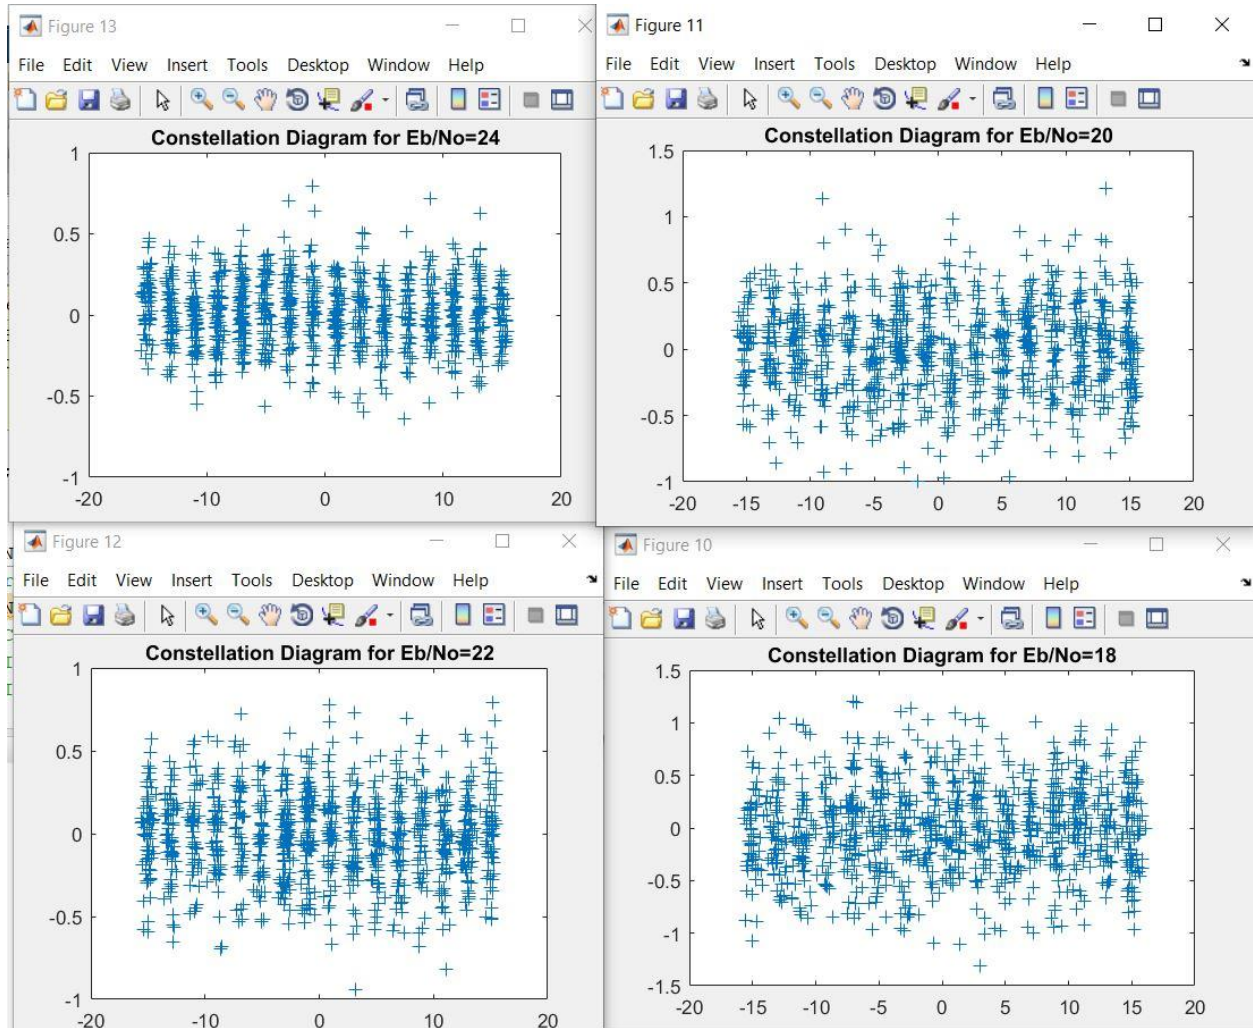 Figure 13
File Edit View Insert Tools Desktop Window Help
Constellation Diagram for Eb/No=24
1
0.5
0
-0.5
-1
-20 -10 0 10 20
Figure 11
File Edit View Insert Tools Desktop Window Help
Constellation Diagram for Eb/No=20
1.5
1
0.5
0
-0.5
-1
-20 -15 -10 -5 0 5 10 15 20
Figure 12
File Edit View Insert Tools Desktop Window Help
Constellation Diagram for Eb/No=22
1
0.5
0
-0.5
-1
-20 -10 0 10 20
Figure 10
File Edit View Insert Tools Desktop Window Help
Constellation Diagram for Eb/No=18
1.5
1
0.5
0
-0.5
-1
-1.5
-20 -15 -10 -5 0 5 10 15 20